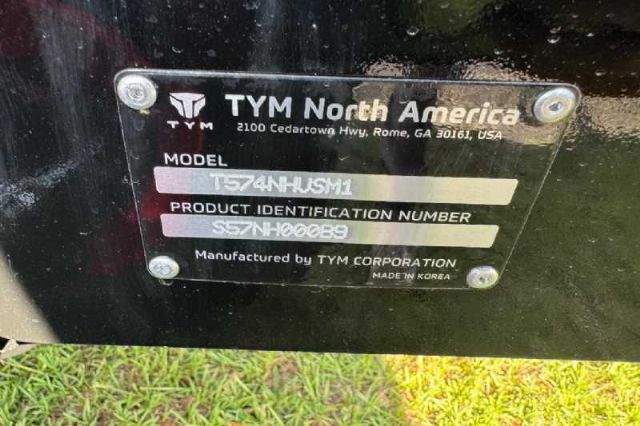 TYM
TYM North America
2100 Cedartown Hwy, Rome, GA 30161, USA
MODEL
T574NHUSM1
PRODUCT IDENTIFICATION NUMBER
S57NH00089
Manufactured by TYM CORPORATION
MADE IN KOREA